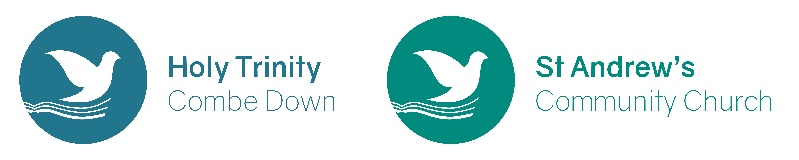 Holy Trinity
Combe Down
St Andrew's
Community Church